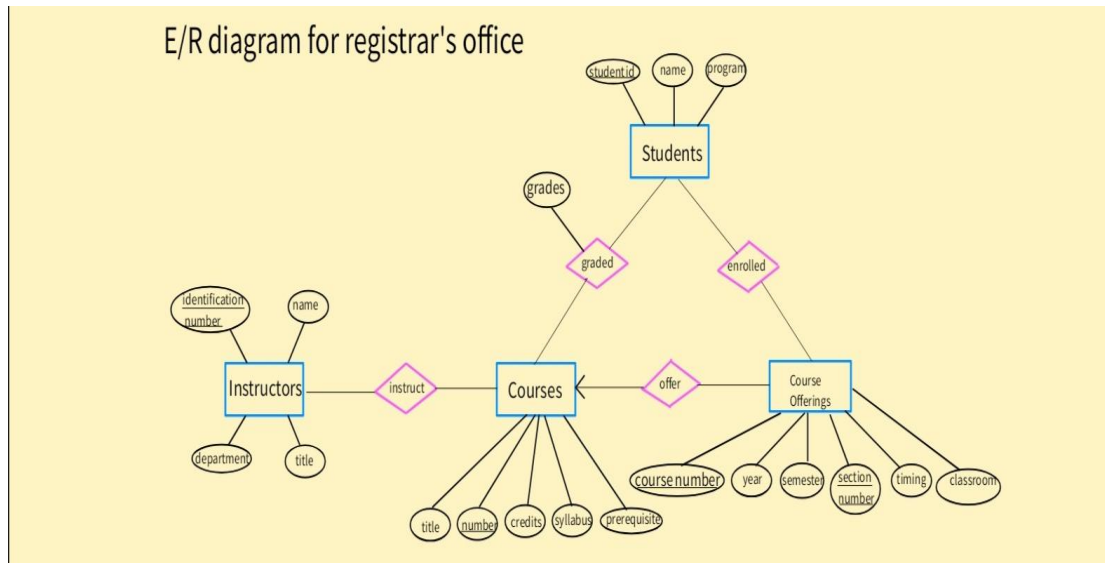 E/R diagram for registrar's office
studentid
name
program
Students
grades
graded
enrolled
identification
number
name
Instructors
instruct
Courses
offer
Course
Offerings
department
title
title
number
credits
syllabus
prerequisite
course number
year
semester
section
number
timing
classroom